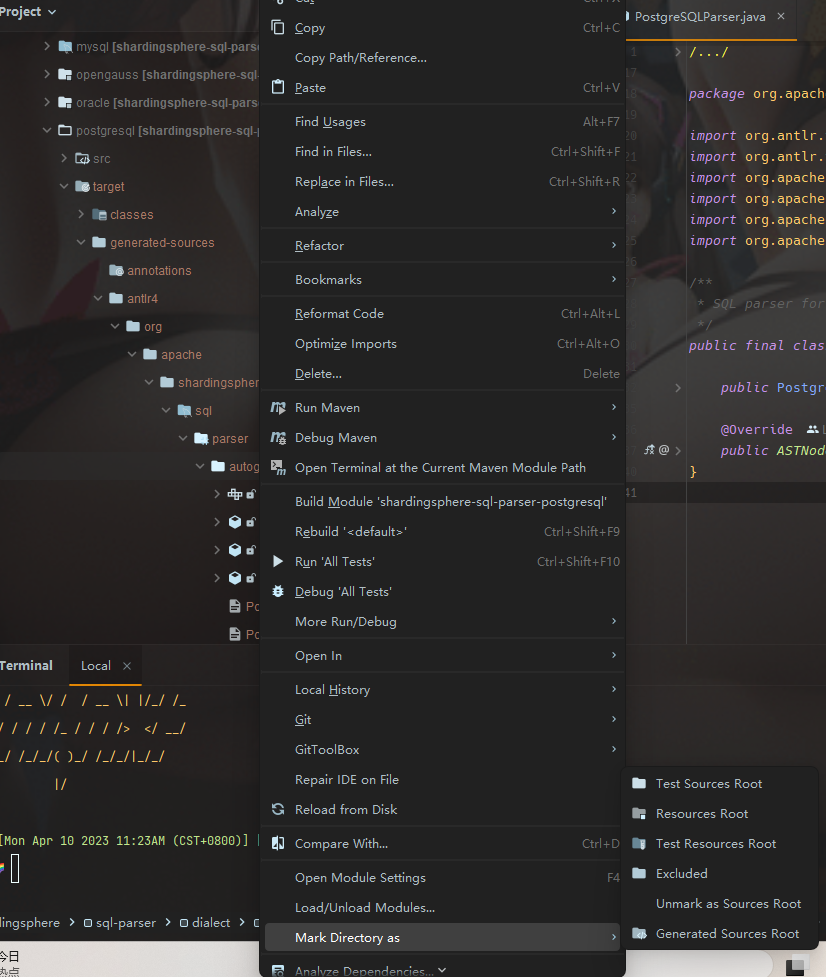 Project
mysql [shardingsphere-sql-parse
opengauss [shardingsphere-sql-
oracle [shardingsphere-sql-parse
postgresql [shardingsphere-sql-p
src
target
classes
generated-sources
annotations
antlr4
org
apache
shardingspher
sql
parser
autog
Po
Po
Copy Ctrl+C
Copy Path/Reference...
Paste Ctrl+V
Find Usages Alt+F7
Find in Files... Ctrl+Shift+F
Replace in Files... Ctrl+Shift+R
Analyze
Refactor
Bookmarks
Reformat Code Ctrl+Alt+L
Optimize Imports Ctrl+Alt+O
Delete... Delete
Run Maven
Debug Maven
Open Terminal at the Current Maven Module Path
Build Module 'shardingsphere-sql-parser-postgresql'
Rebuild '<default>' Ctrl+Shift+F9
Run 'All Tests' Ctrl+Shift+F10
Debug 'All Tests'
More Run/Debug
Open In
Local History
Git
GitToolBox
Repair IDE on File
Reload from Disk
Compare With... Ctrl+D
Open Module Settings F4
Load/Unload Modules...
Mark Directory as
Analyze Dependencies...
Test Sources Root
Resources Root
Test Resources Root
Excluded
Unmark as Sources Root
Generated Sources Root
PostgreSQLParser.java
/.../
package org.apach
import org.antlr.
import org.antlr.
import org.apache
import org.apache
import org.apache
import org.apache
/**
* SQL parser for
*/
public final clas
public Postgr
@Override
public ASTNod
}
41
Terminal Local
/ __ \/ / / __ \| |/_/ /_
/ / / / /_ / / / /> </ __/
_/ /_/_/( )_/ /_/_/|_/_/
|/
[Mon Apr 10 2023 11:23AM (CST+0800)]
dingsphere > sql-parser > dialect >
今日
热点